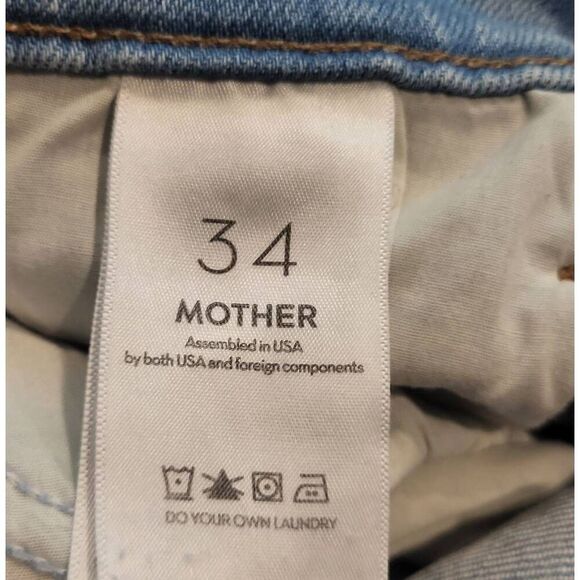 34
MOTHER
Assembled in USA
by both USA and foreign components
DO YOUR OWN LAUNDRY